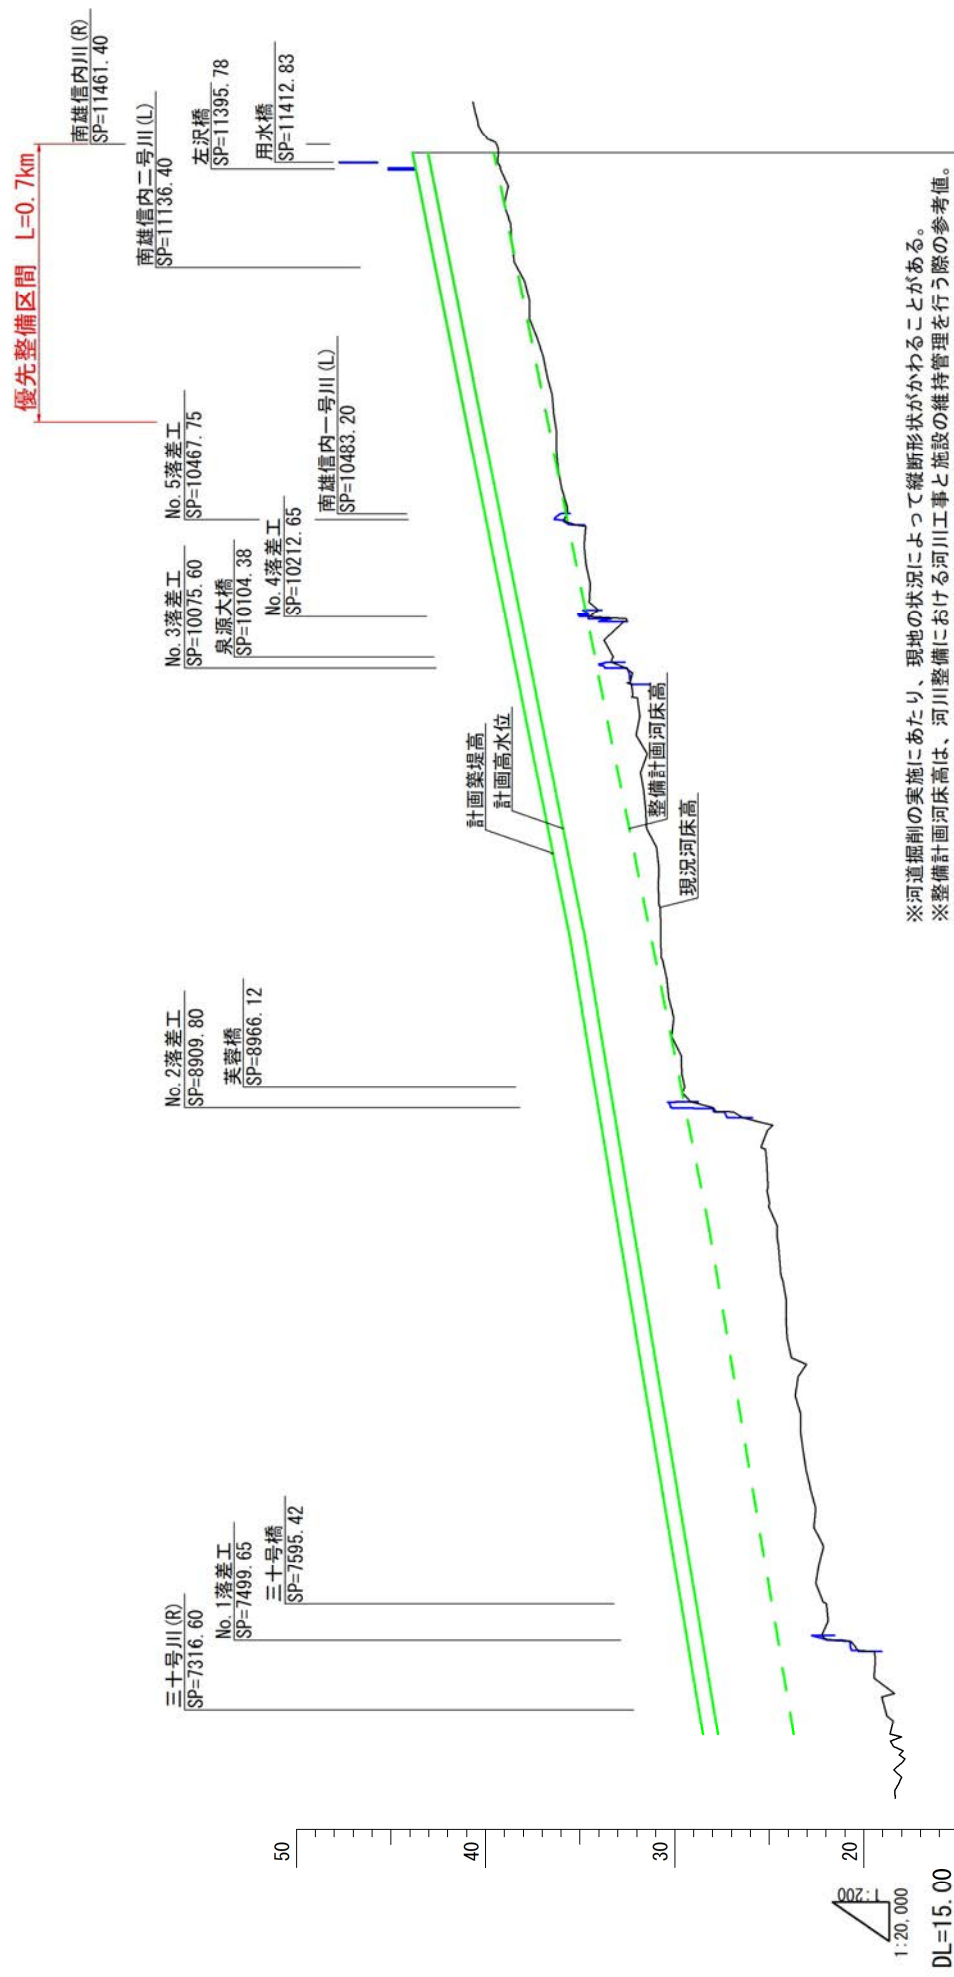 優先整備区間 L=0.7km
南雄信内川(R)
SP=11461.40
南雄信内二号川(L)
SP=11136.40
左沢橋
SP=11395.78
用水橋
SP=11412.83
No.5落差工
SP=10467.75
南雄信内一号川(L)
SP=10483.20
No.3落差工
SP=10075.60
泉源大橋
SP=10104.38
No.4落差工
SP=10212.65
No.2落差工
SP=8909.80
芙蓉橋
SP=8966.12
三十号川(R)
SP=7316.60
No.1落差工
SP=7499.65
三十号橋
SP=7595.42
計画築堤高
計画高水位
整備計画河床高
現況河床高
50
40
30
20
1:200
1:20,000
DL=15.00
※河道掘削の実施にあたり、現地の状況によって縦断形状がかわることがある。
※整備計画河床高は、河川整備における河川工事と施設の維持管理を行う際の参考値。